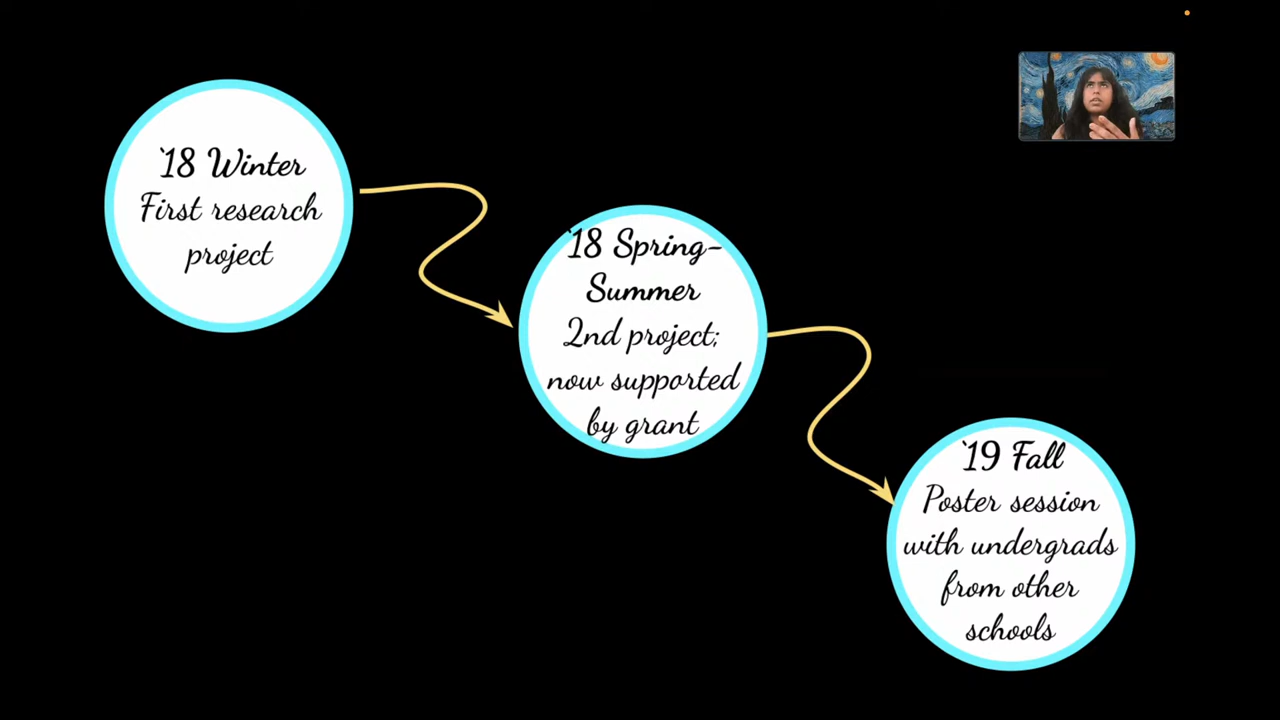 `18 Winter
First research
project
`18 Spring-
Summer
2nd project;
now supported
by grant
`19 Fall
Poster session
with undergrads
from other
schools